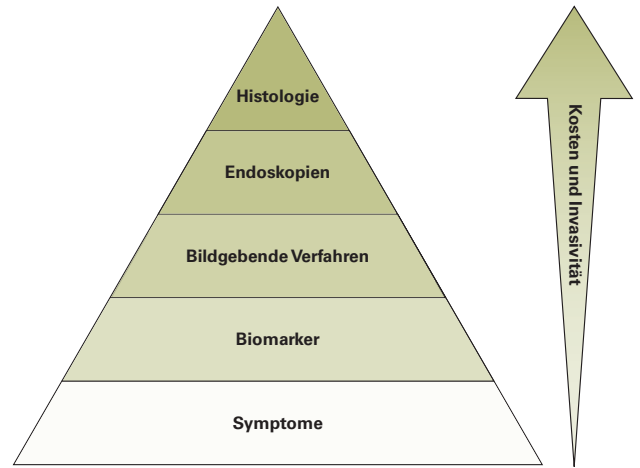 Histologie
Endoskopien
Bildgebende Verfahren
Biomarker
Symptome
Kosten und Invasivität